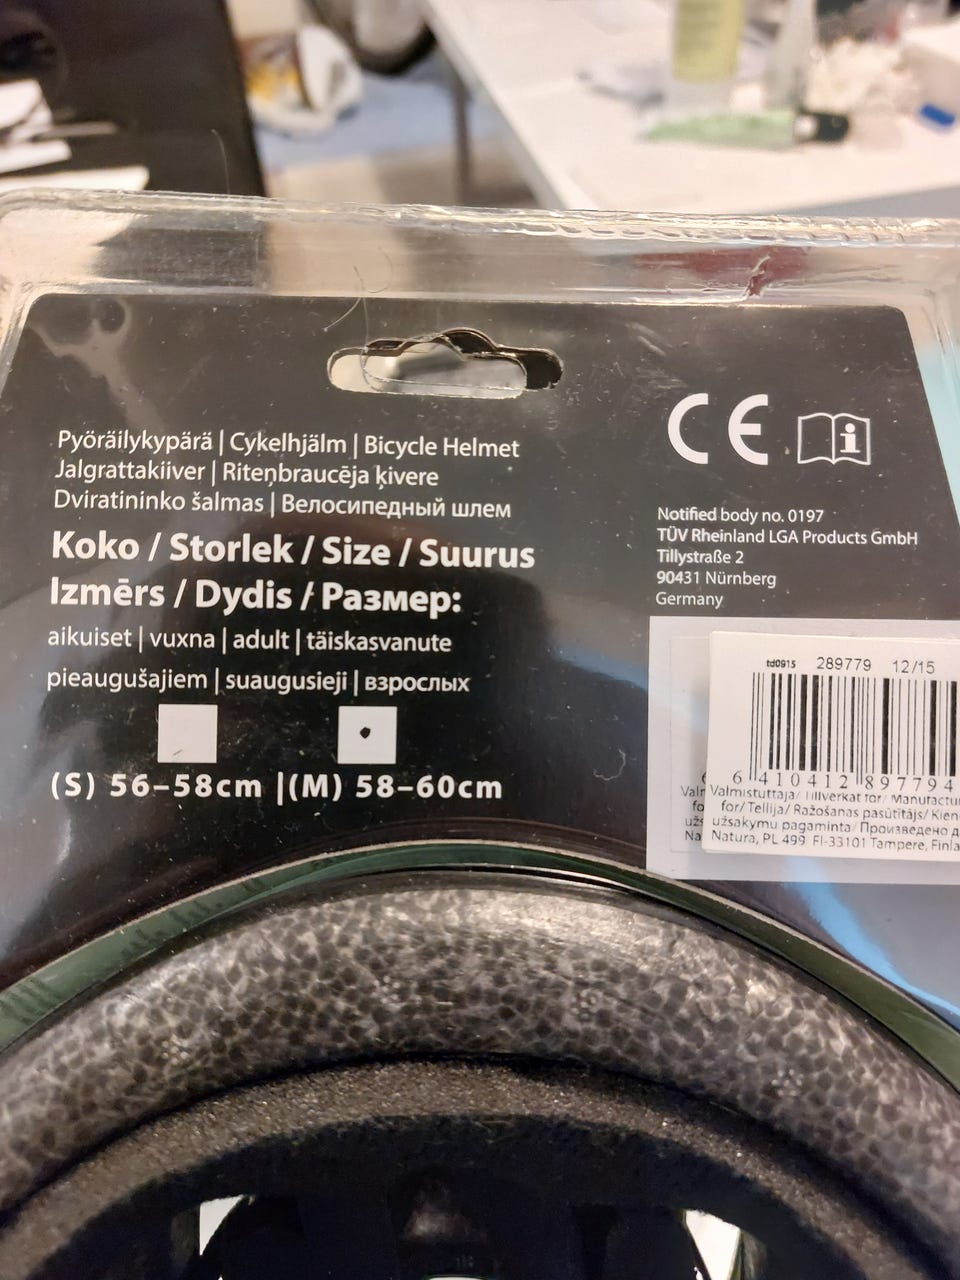 Pyöräilykypärä | Cykelhjälm | Bicycle Helmet
Jalgrattakiiver | Riteņbraucēja ķivere
Dviratininko šalmas | Велосипедный шлем
Koko / Storlek / Size / Suurus
Izmērs / Dydis / Размер:
aikuiset | vuxna | adult | täiskasvanute
pieaugušajiem | suaugusieji | взрослых
(S) 56–58cm | (M) 58–60cm
CE
Notified body no. 0197
TÜV Rheinland LGA Products GmbH
Tillystraße 2
90431 Nürnberg
Germany
td0915 289779 12/15
6 410412 897794
Valmistuttaja/ Tillverkat för/
for/ Tellija/ Ražošanas pasūtītājs/
užsakymu pagaminta/ Произведено
Natura, PL 499 FI-33101 Tampere,